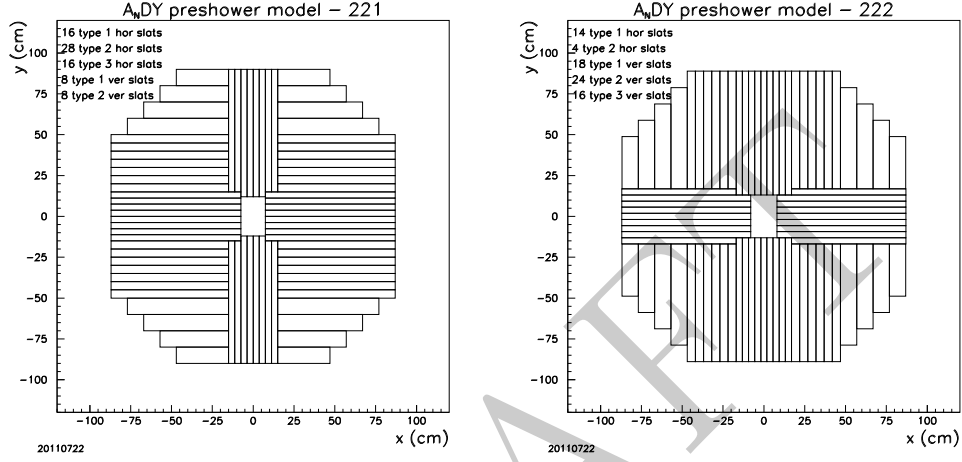 A_NDY preshower model – 221
y (cm)
16 type 1 hor slats
28 type 2 hor slats
16 type 3 hor slats
8 type 1 ver slats
8 type 2 ver slats
100
75
50
25
0
−25
−50
−75
−100
−100 −75 −50 −25 0 25 50 75 100
x (cm)
20110722
A_NDY preshower model – 222
y (cm)
14 type 1 hor slats
4 type 2 hor slats
18 type 1 ver slats
24 type 2 ver slats
16 type 3 ver slats
100
75
50
25
0
−25
−50
−75
−100
−100 −75 −50 −25 0 25 50 75 100
x (cm)
20110722
AFT